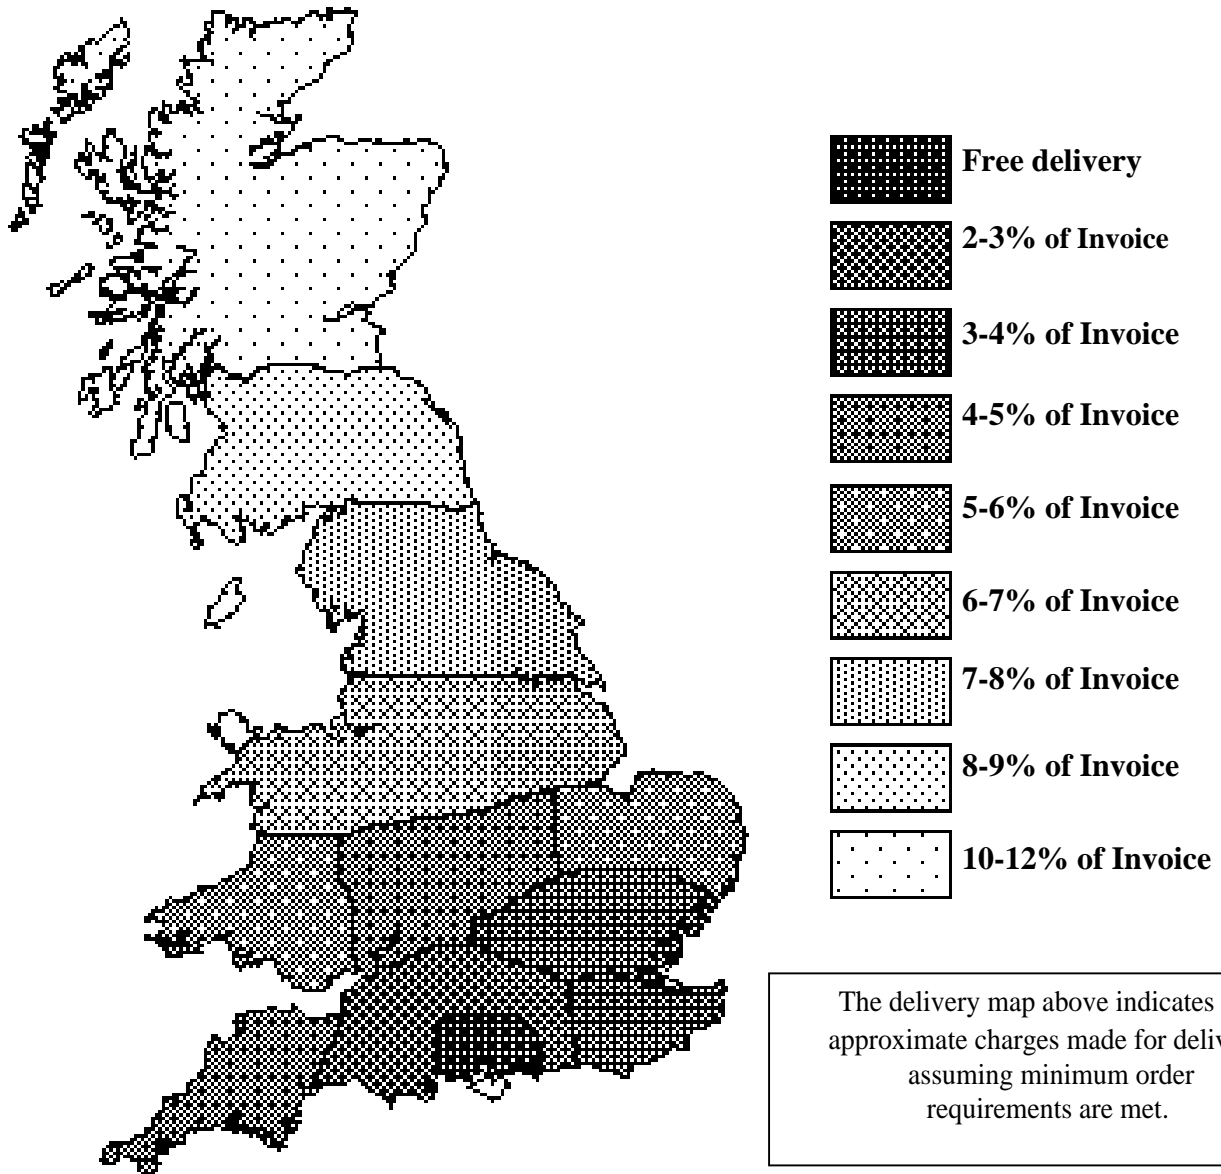 Free delivery
2-3% of Invoice
3-4% of Invoice
4-5% of Invoice
5-6% of Invoice
6-7% of Invoice
7-8% of Invoice
8-9% of Invoice
10-12% of Invoice
The delivery map above indicates
approximate charges made for deliv
assuming minimum order
requirements are met.